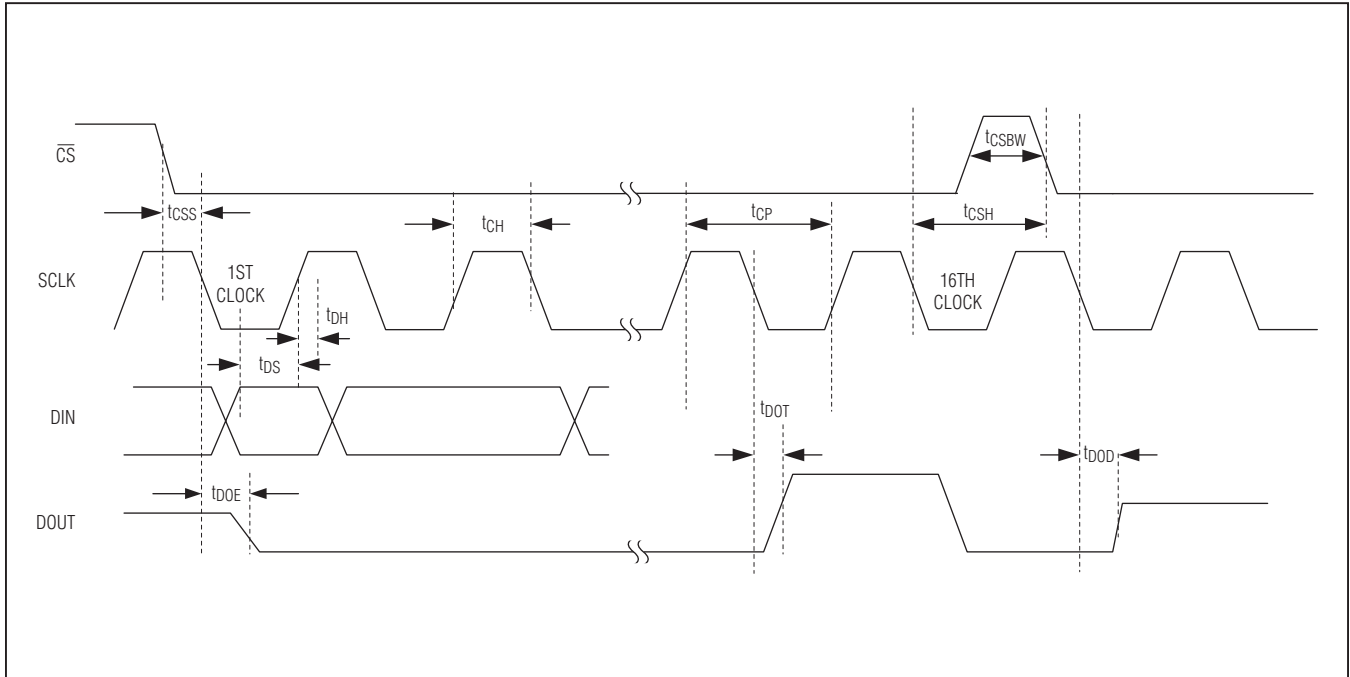 CS
tCSBW
tCSS
tCH
tCP
tCSH
SCLK
1ST
CLOCK
16TH
CLOCK
tDH
tDS
DIN
tDOT
tDOD
tDOE
DOUT